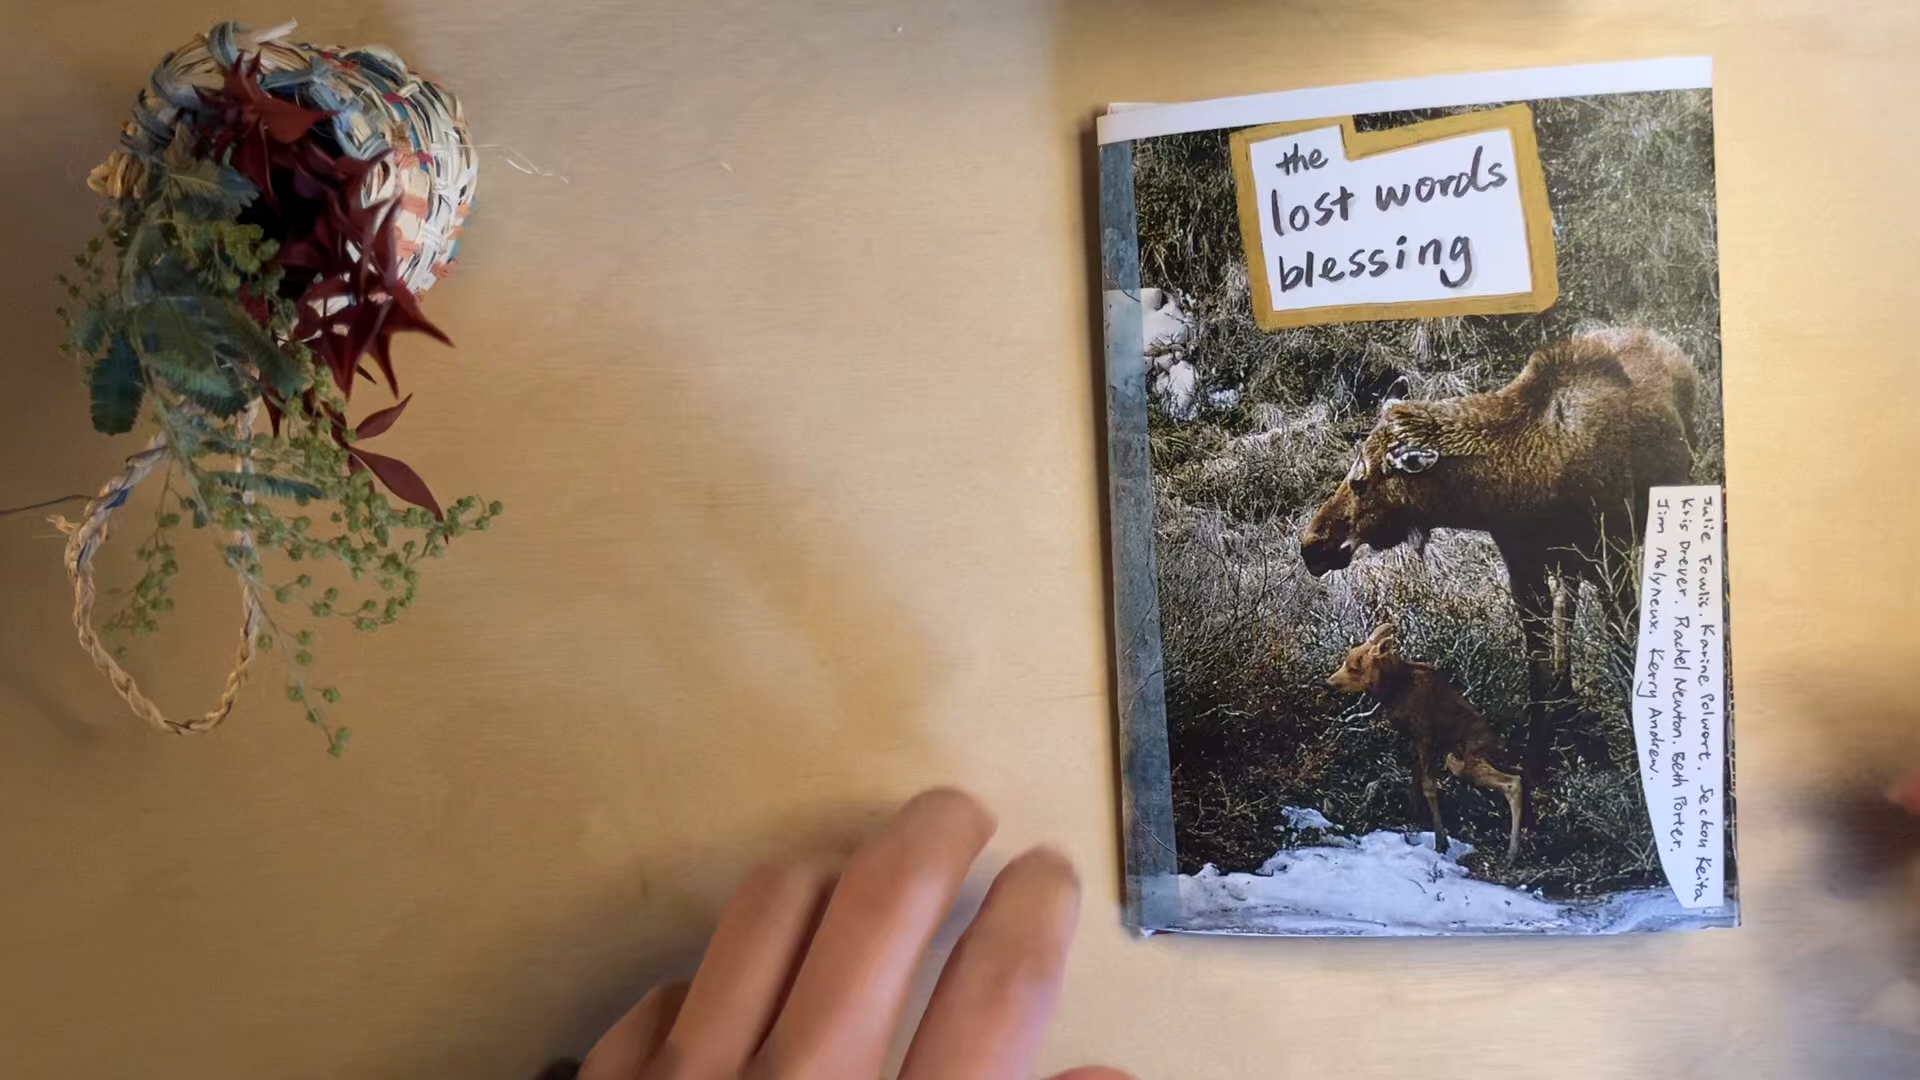 the
lost words
blessing
Julie Fowlis. Karine Polwart. Seckou Keita
Kris Drever. Rachel Newton. Beth Porter.
Jim Molyneux. Kerry Andrew.